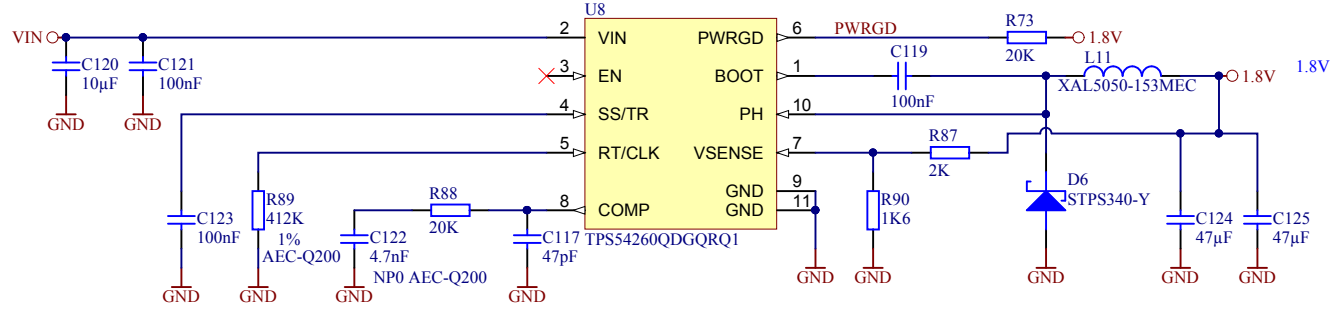 U8
VIN
2
VIN
PWRGD
6
PWRGD
R73
20K
1.8V
C120
10µF
C121
100nF
3
EN
BOOT
1
C119
100nF
L11
XAL5050-153MEC
1.8V
1.8V
GND
GND
4
SS/TR
PH
10
5
RT/CLK
VSENSE
7
R87
2K
C123
100nF
R89
412K
1%
AEC-Q200
R88
20K
8
COMP
GND
9
GND
11
R90
1K6
D6
STPS340-Y
C122
4.7nF
NP0 AEC-Q200
C117
47pF
TPS54260QDGQRQ1
C124
47µF
C125
47µF
GND
GND
GND
GND
GND
GND
GND
GND
GND